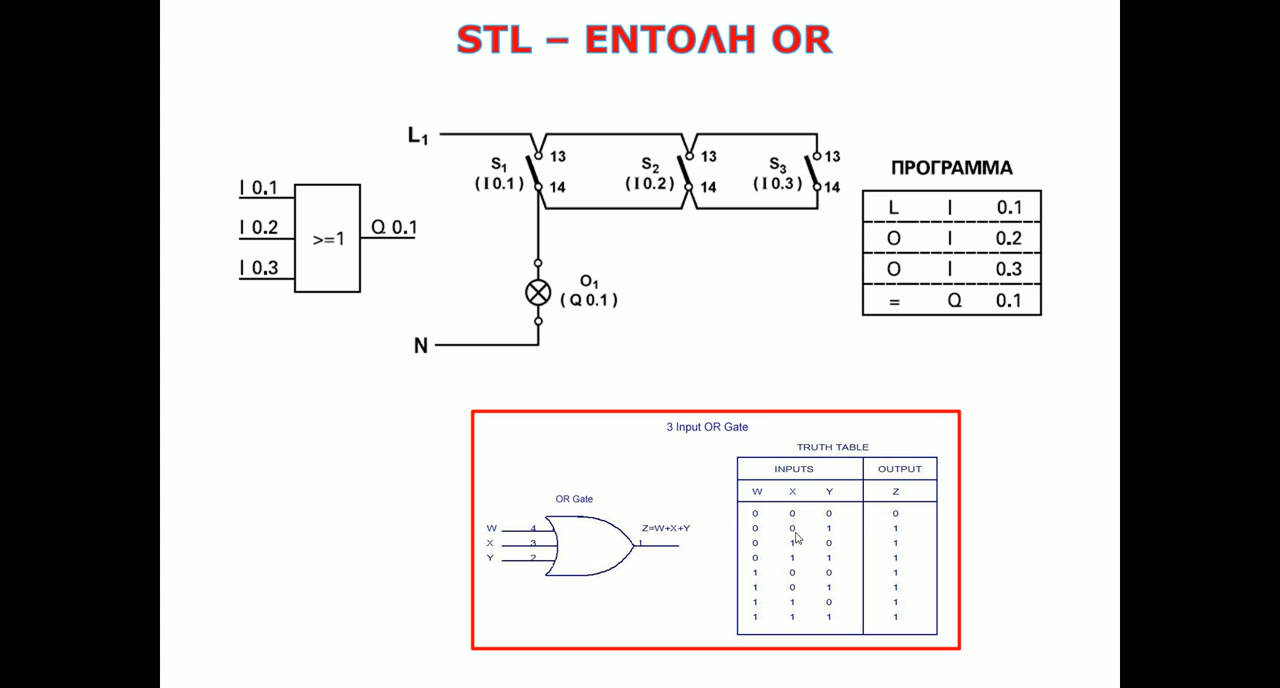 STL – ΕΝΤΟΛΗ OR
I 0.1
I 0.2
I 0.3
>=1
Q 0.1
L1
S1
(I 0.1)
13
14
S2
(I 0.2)
13
14
S3
(I 0.3)
13
14
O1
(Q 0.1)
N
ΠΡΟΓΡΑΜΜΑ
L I 0.1
O I 0.2
O I 0.3
= Q 0.1
3 Input OR Gate
OR Gate
W 4
X 3
Y 2
Z=W+X+Y
1
TRUTH TABLE
INPUTS OUTPUT
W X Y Z
0 0 0 0
0 0 1 1
0 1 0 1
0 1 1 1
1 0 0 1
1 0 1 1
1 1 0 1
1 1 1 1